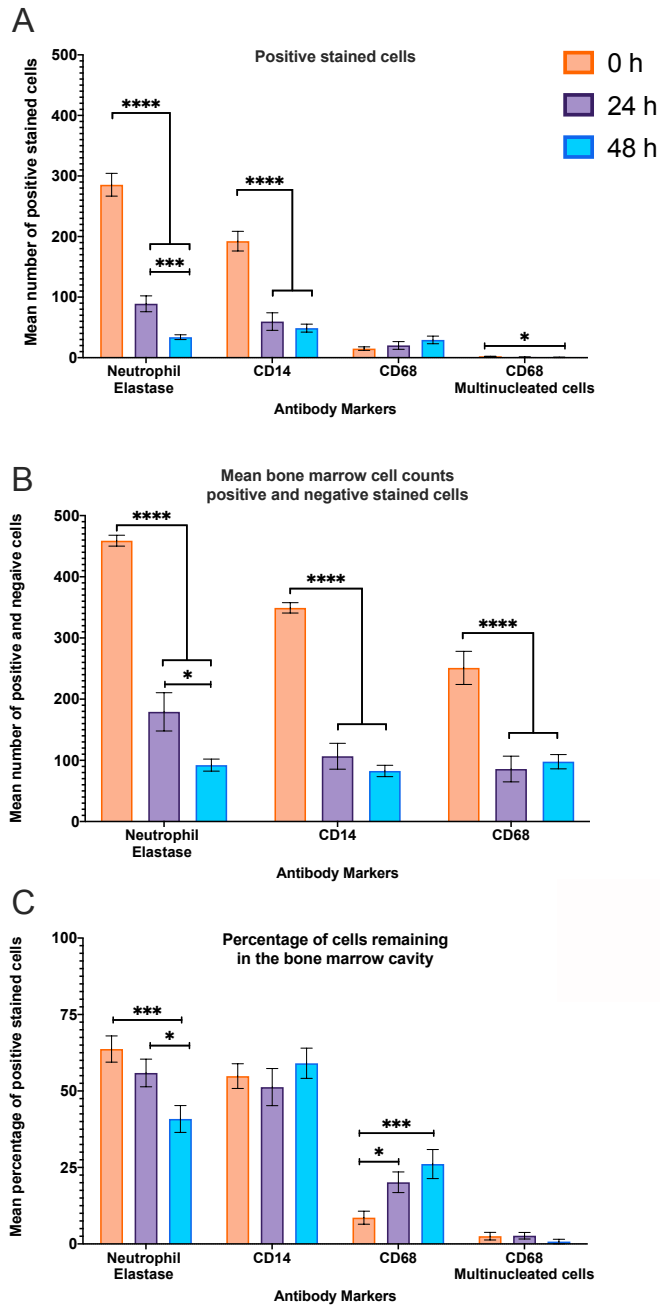 A
Positive stained cells
0 h
24 h
48 h
Mean number of positive stained cells
500
400
300
200
100
0
****
***
****
*
Neutrophil
Elastase
CD14
CD68
CD68
Multinucleated cells
Antibody Markers
B
Mean bone marrow cell counts
positive and negative stained cells
Mean number of positive and negaive cells
500
400
300
200
100
0
****
*
****
****
Neutrophil
Elastase
CD14
CD68
Antibody Markers
C
Percentage of cells remaining
in the bone marrow cavity
Mean percentage of positive stained cells
100
75
50
25
0
***
*
***
*
Neutrophil
Elastase
CD14
CD68
CD68
Multinucleated cells
Antibody Markers